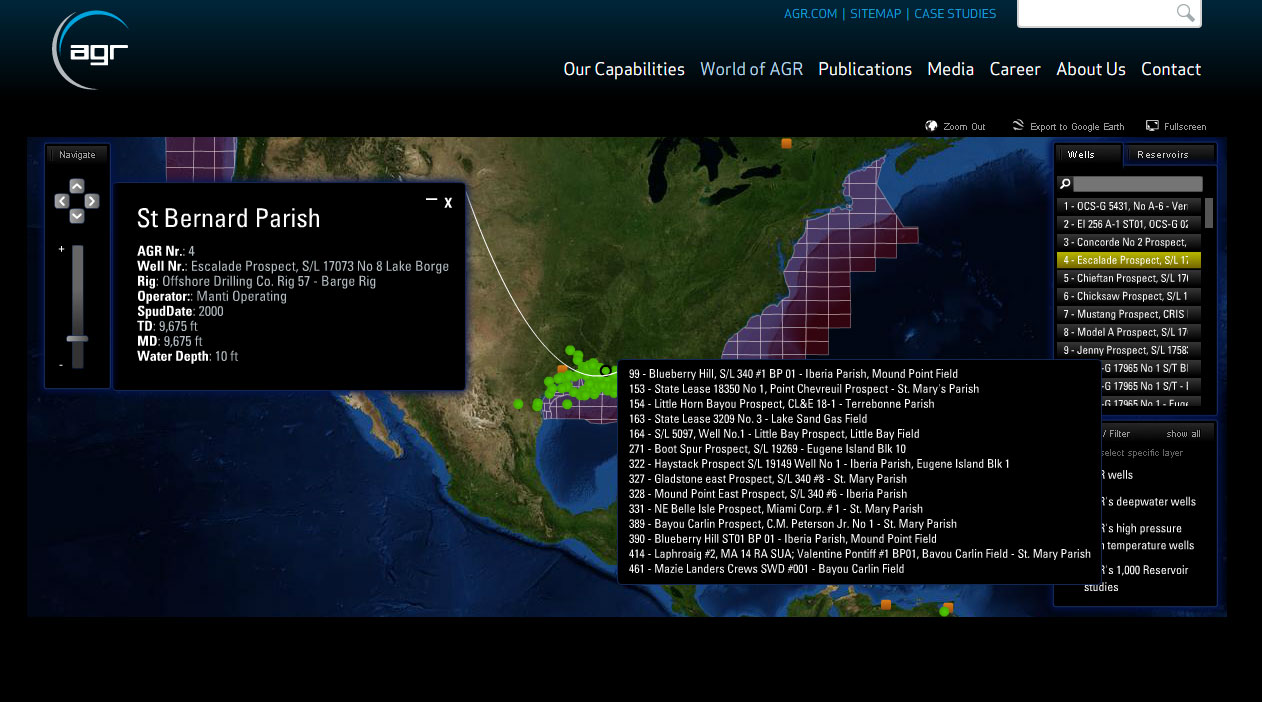 AGR.COM | SITEMAP | CASE STUDIES
agr
Our Capabilities World of AGR Publications Media Career About Us Contact
Zoom Out Export to Google Earth Fullscreen
Navigate
+
-
St Bernard Parish
– x
AGR Nr.: 4
Well Nr.: Escalade Prospect, S/L 17073 No 8 Lake Borge
Rig: Offshore Drilling Co. Rig 57 - Barge Rig
Operator:: Manti Operating
SpudDate: 2000
TD: 9,675 ft
MD: 9,675 ft
Water Depth: 10 ft
99 - Blueberry Hill, S/L 340 #1 BP 01 - Iberia Parish, Mound Point Field
153 - State Lease 18350 No 1, Point Chevreuil Prospect - St. Mary's Parish
154 - Little Horn Bayou Prospect, CL&E 18-1 - Terrebonne Parish
163 - State Lease 3209 No. 3 - Lake Sand Gas Field
164 - S/L 5097, Well No.1 - Little Bay Prospect, Little Bay Field
271 - Boot Spur Prospect, S/L 19269 - Eugene Island Blk 10
322 - Haystack Prospect S/L 19149 Well No 1 - Iberia Parish, Eugene Island Blk 1
327 - Gladstone east Prospect, S/L 340 #8 - St. Mary Parish
328 - Mound Point East Prospect, S/L 340 #6 - Iberia Parish
331 - NE Belle Isle Prospect, Miami Corp. # 1 - St. Mary Parish
389 - Bayou Carlin Prospect, C.M. Peterson Jr. No 1 - St. Mary Parish
390 - Blueberry Hill ST01 BP 01 - Iberia Parish, Mound Point Field
414 - Laphroaig #2, MA 14 RA SUA; Valentine Pontiff #1 BP01, Bavou Carlin Field - St. Mary Parish
461 - Mazie Landers Crews SWD #001 - Bayou Carlin Field
Wells Reservoirs
1 - OCS-G 5431, No A-6 - Ver
2 - EI 256 A-1 ST01, OCS-G 02
3 - Concorde No 2 Prospect,
4 - Escalade Prospect, S/L 17
5 - Chieftan Prospect, S/L 17
6 - Chicksaw Prospect, S/L 1
7 - Mustang Prospect, CRIS
8 - Model A Prospect, S/L 17
9 - Jenny Prospect, S/L 1758
-G 17965 No 1 S/T B
-G 17965 No 1 S/T -
-G 17965 No 1 - Euge
/ Filter show all
select specific layer
R wells
R's deepwater wells
R's high pressure
temperature wells
R's 1,000 Reservoir
studies